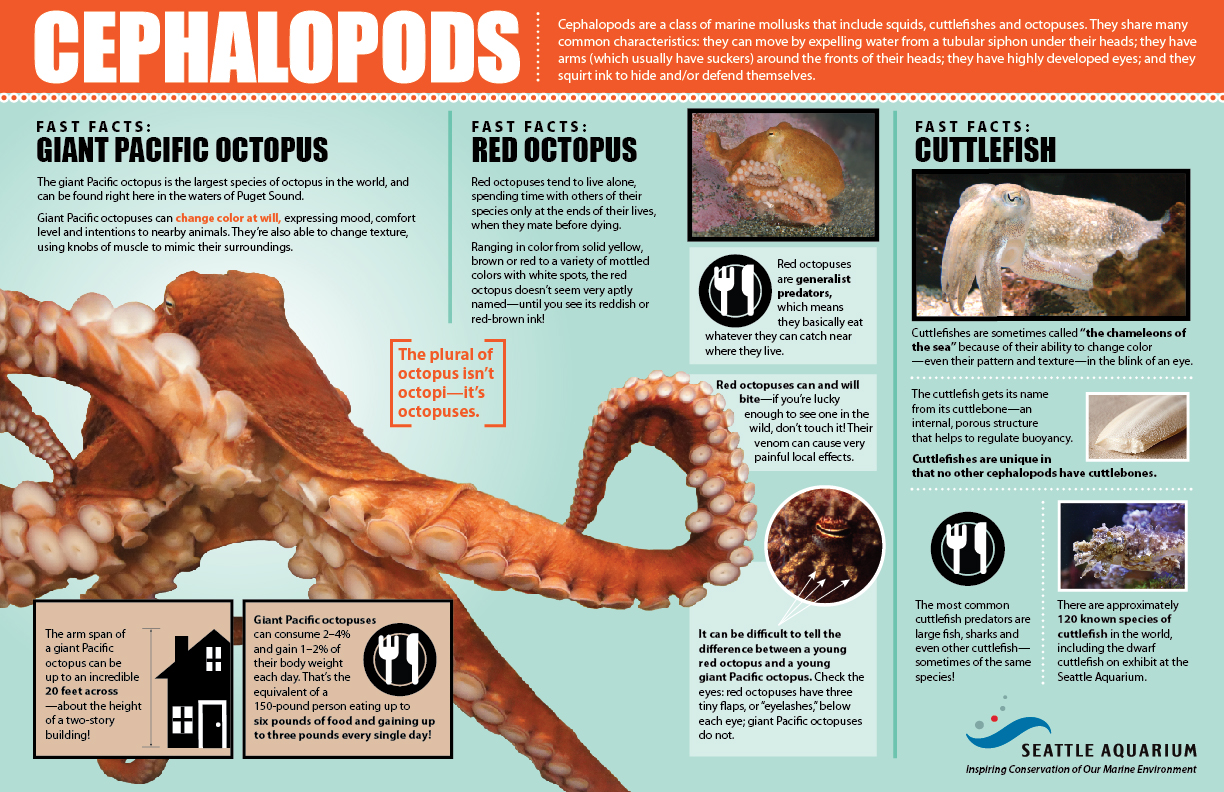 CEPHALOPODS
Cephalopods are a class of marine mollusks that include squids, cuttlefishes and octopuses. They share many
common characteristics: they can move by expelling water from a tubular siphon under their heads; they have
arms (which usually have suckers) around the fronts of their heads; they have highly developed eyes; and they
squirt ink to hide and/or defend themselves.
FAST FACTS:
GIANT PACIFIC OCTOPUS
The giant Pacific octopus is the largest species of octopus in the world, and
can be found right here in the waters of Puget Sound.
Giant Pacific octopuses can change color at will, expressing mood, comfort
level and intentions to nearby animals. They're also able to change texture,
using knobs of muscle to mimic their surroundings.
The plural of
octopus isn't
octopi—it's
octopuses.
The arm span of
a giant Pacific
octopus can be
up to an incredible
20 feet across
—about the height
of a two-story
building!
Giant Pacific octopuses
can consume 2–4%
and gain 1–2% of
their body weight
each day. That's the
equivalent of a
150-pound person eating up to
six pounds of food and gaining up
to three pounds every single day!
FAST FACTS:
RED OCTOPUS
Red octopuses tend to live alone,
spending time with others of their
species only at the ends of their lives,
when they mate before dying.
Ranging in color from solid yellow,
brown or red to a variety of mottled
colors with white spots, the red
octopus doesn't seem very aptly
named—until you see its reddish or
red-brown ink!
Red octopuses
are generalist
predators,
which means
they basically eat
whatever they can catch near
where they live.
Red octopuses can and will
bite—if you're lucky
enough to see one in the
wild, don't touch it! Their
venom can cause very
painful local effects.
It can be difficult to tell the
difference between a young
red octopus and a young
giant Pacific octopus. Check the
eyes: red octopuses have three
tiny flaps, or "eyelashes," below
each eye; giant Pacific octopuses
do not.
FAST FACTS:
CUTTLEFISH
Cuttlefishes are sometimes called "the chameleons of
the sea" because of their ability to change color
—even their pattern and texture—in the blink of an eye.
The cuttlefish gets its name
from its cuttlebone—an
internal, porous structure
that helps to regulate buoyancy.
Cuttlefishes are unique in
that no other cephalopods have cuttlebones.
The most common
cuttlefish predators are
large fish, sharks and
even other cuttlefish—
sometimes of the same
species!
There are approximately
120 known species of
cuttlefish in the world,
including the dwarf
cuttlefish on exhibit at the
Seattle Aquarium.
SEATTLE AQUARIUM
Inspiring Conservation of Our Marine Environment